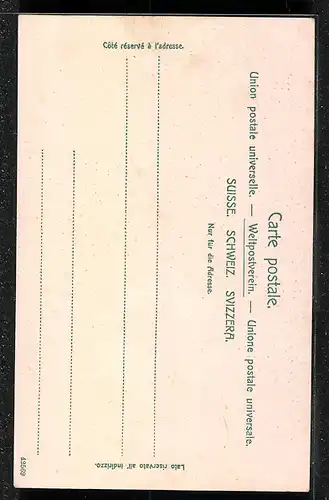 Carte postale.
Union postale universelle. — Weltpostverein. — Unione postale universale.
SUISSE. SCHWEIZ. SVIZZERA.
Nur für die Adresse.
Côté réservé à l'adresse.
Lato riservato all' indirizzo.